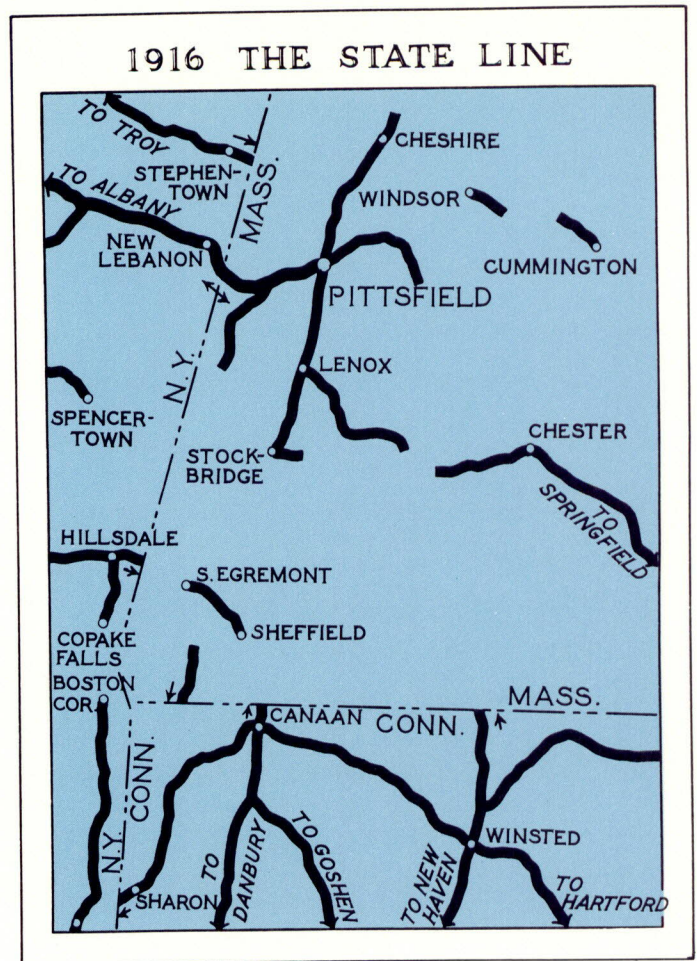 1916 THE STATE LINE
TO TROY
STEPHEN-
TOWN
MASS.
CHESHIRE
TO ALBANY
WINDSOR
NEW
LEBANON
CUMMINGTON
PITTSFIELD
N.Y.
LENOX
SPENCER-
TOWN
STOCK-
BRIDGE
CHESTER
TO
SPRINGFIELD
HILLSDALE
S. EGREMONT
SHEFFIELD
COPAKE
FALLS
BOSTON
COR.
MASS.
CANAAN
CONN.
CONN.
N.Y.
WINSTED
SHARON
TO
DANBURY
TO GOSHEN
TO NEW
HAVEN
TO
HARTFORD